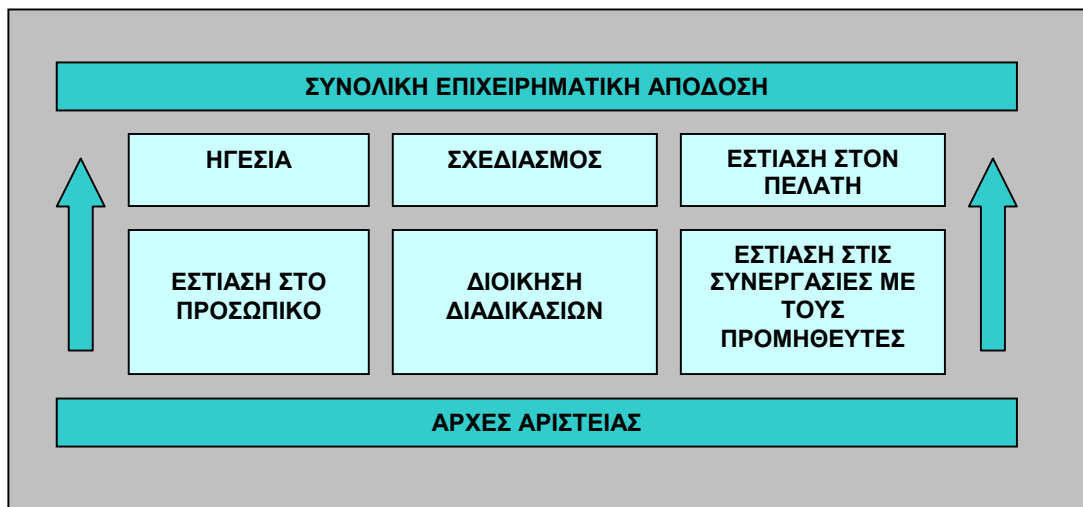 ΣΥΝΟΛΙΚΗ ΕΠΙΧΕΙΡΗΜΑΤΙΚΗ ΑΠΟΔΟΣΗ
ΗΓΕΣΙΑ
ΣΧΕΔΙΑΣΜΟΣ
ΕΣΤΙΑΣΗ ΣΤΟΝ
ΠΕΛΑΤΗ
ΕΣΤΙΑΣΗ ΣΤΟ
ΠΡΟΣΩΠΙΚΟ
ΔΙΟΙΚΗΣΗ
ΔΙΑΔΙΚΑΣΙΩΝ
ΕΣΤΙΑΣΗ ΣΤΙΣ
ΣΥΝΕΡΓΑΣΙΕΣ ΜΕ
ΤΟΥΣ
ΠΡΟΜΗΘΕΥΤΕΣ
ΑΡΧΕΣ ΑΡΙΣΤΕΙΑΣ